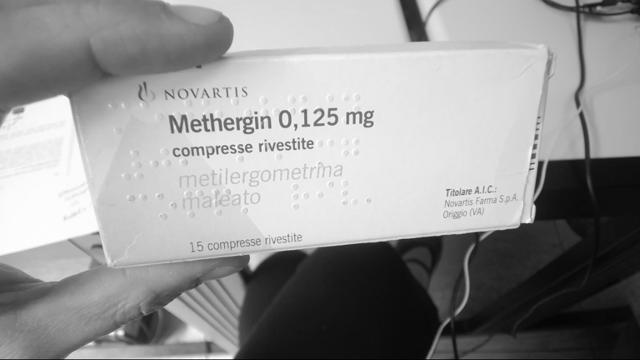 NOVARTIS
Methergin 0,125 mg
compresse rivestite
metilergometrina
maleato
15 compresse rivestite
Titolare A.I.C.:
Novartis Farma S.p.A.
Origgio (VA)